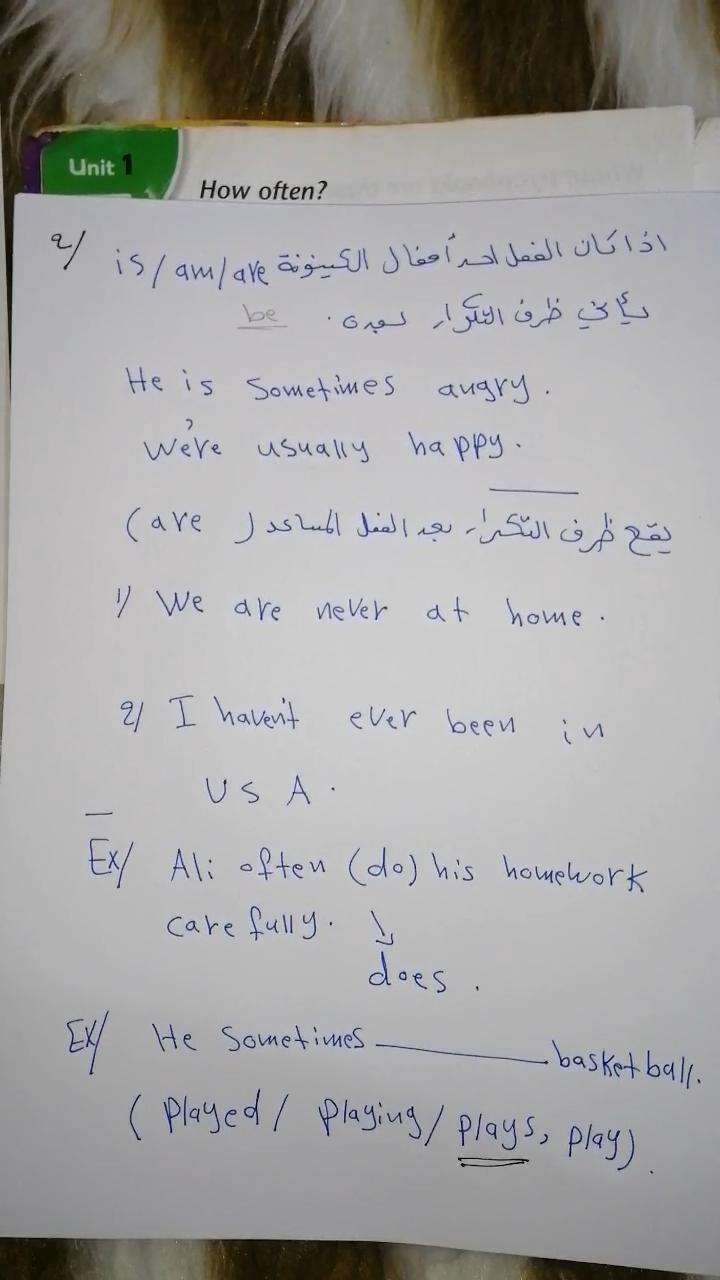 Unit 1
How often?
2/ اذا كان الفعل احد أفعال الكينونة is/am/are
يأتي ظرف التكرار بعده. be
He is sometimes angry.
We're usually happy.
يقع ظرف التكرار بعد الفعل المساعد (are)
1/ We are never at home.
2/ I haven't ever been in
USA.
Ex/ Ali often (do) his homework
carefully.
does.
Ex/ He sometimes ———— basketball.
(played / playing / plays, play).